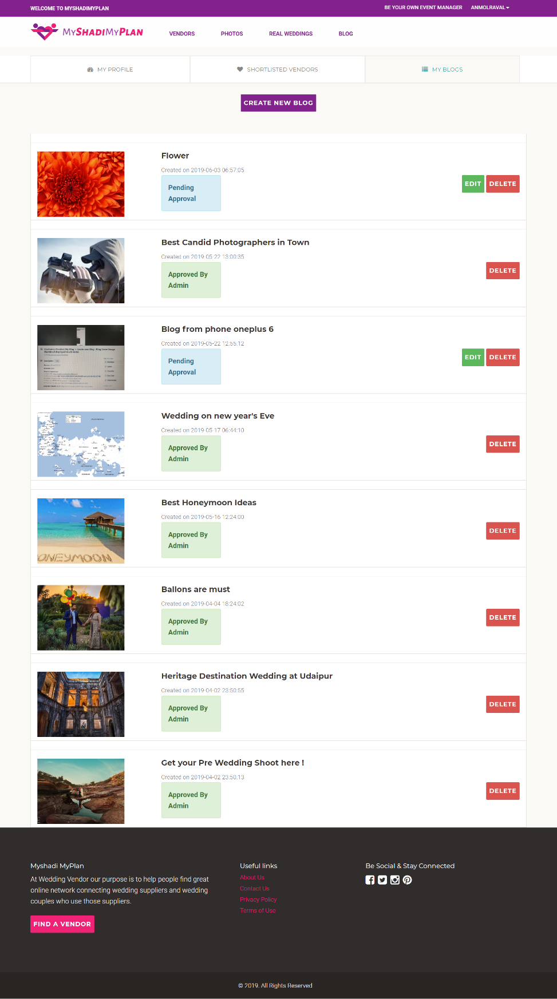 WELCOME TO MYSHADIMYPLAN
BE YOUR OWN EVENT MANAGER ANMOLRAVAL
MYSHADIMYPLAN
VENDORS PHOTOS REAL WEDDINGS BLOG
MY PROFILE SHORTLISTED VENDORS MY BLOGS
CREATE NEW BLOG
Flower
Created on 2019-06-03 06:57:05
Pending
Approval
EDIT DELETE
Best Candid Photographers in Town
Created on 2019-05-22 13:00:35
Approved By
Admin
DELETE
Blog from phone oneplus 6
Created on 2019-05-22 12:55:12
Pending
Approval
EDIT DELETE
Wedding on new year's Eve
Created on 2019-05-17 06:44:10
Approved By
Admin
DELETE
Best Honeymoon Ideas
Created on 2019-05-16 12:24:00
Approved By
Admin
DELETE
ONEYMOON
Ballons are must
Created on 2019-04-04 18:24:02
Approved By
Admin
DELETE
Heritage Destination Wedding at Udaipur
Created on 2019-04-02 23:50:55
Approved By
Admin
DELETE
Get your Pre Wedding Shoot here !
Created on 2019-04-02 23:50:13
Approved By
Admin
DELETE
Myshadi MyPlan
At Wedding Vendor our purpose is to help people find great
online network connecting wedding suppliers and wedding
couples who use those suppliers.
FIND A VENDOR
Useful links
About Us
Contact Us
Privacy Policy
Terms of Use
Be Social & Stay Connected
© 2019. All Rights Reserved